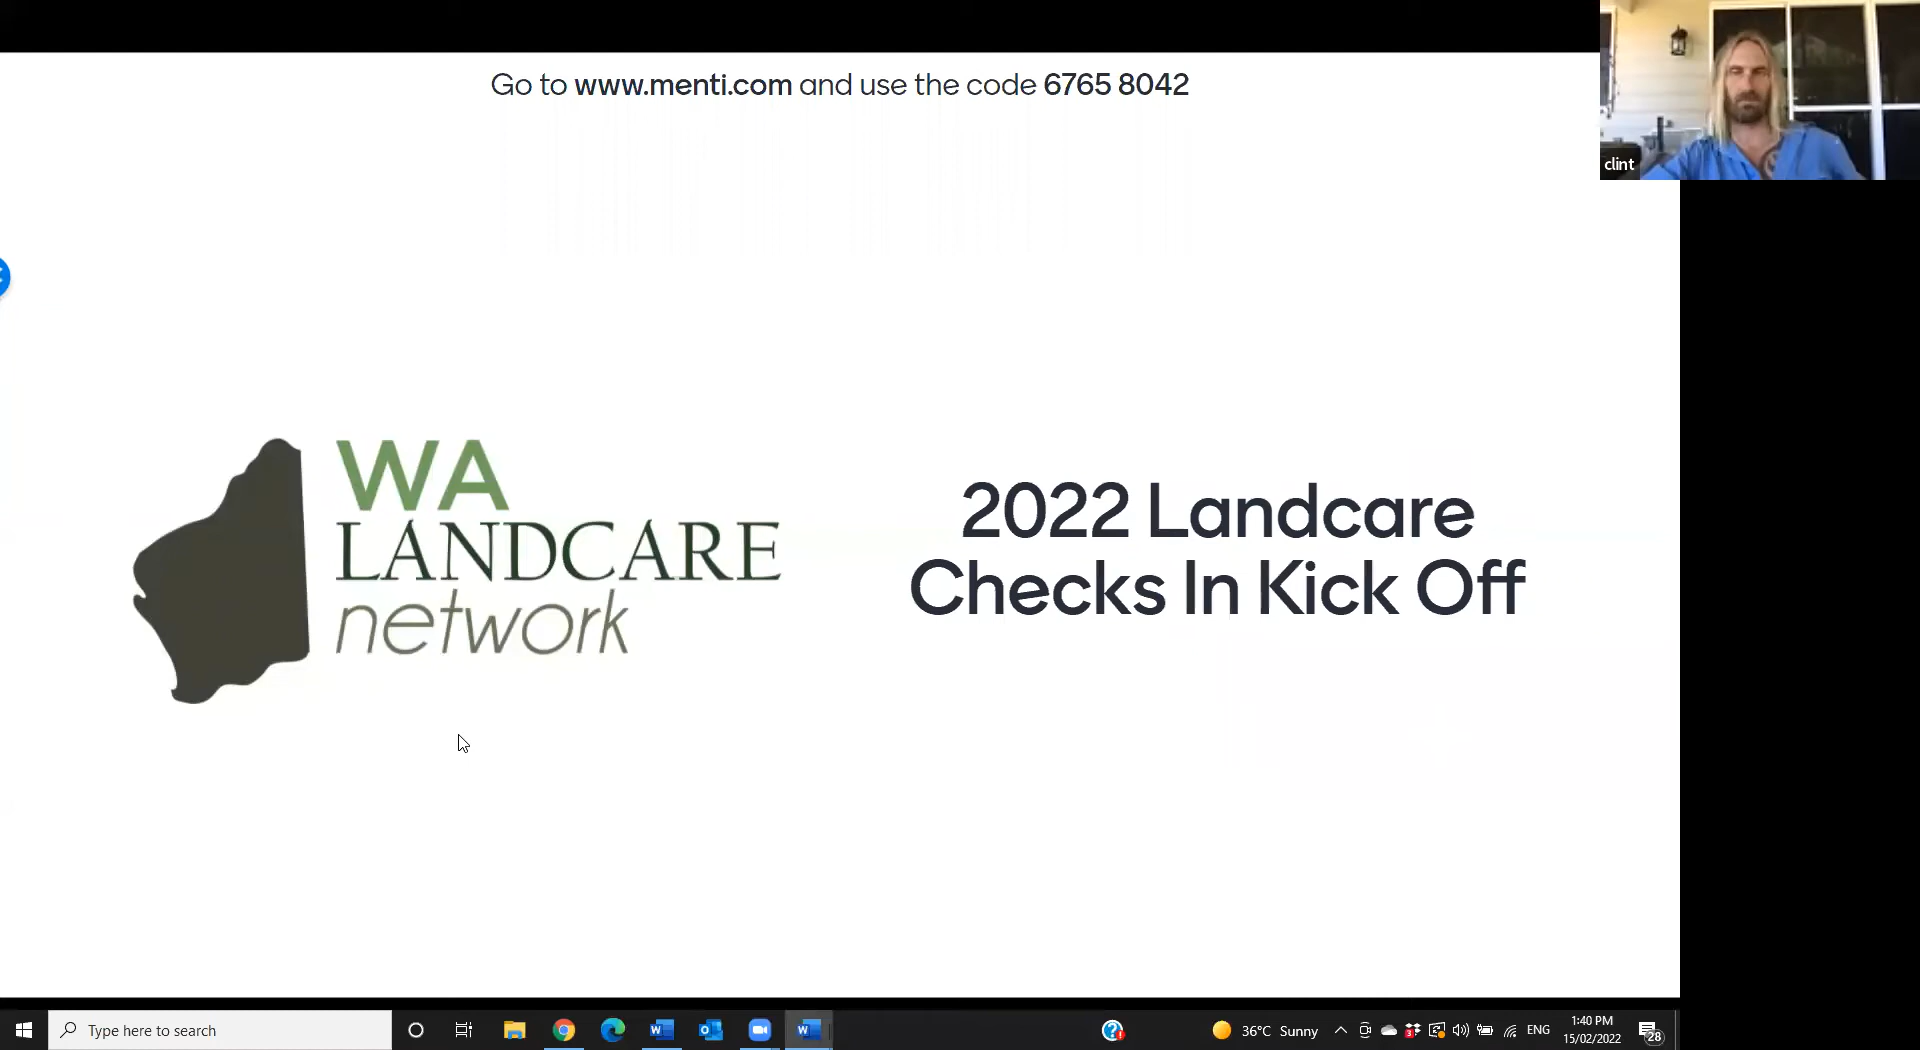 Go to www.menti.com and use the code 6765 8042
clint
WA
LANDCARE
network
2022 Landcare
Checks In Kick Off
Type here to search
36°C Sunny
ENG
1:40 PM
15/02/2022
28